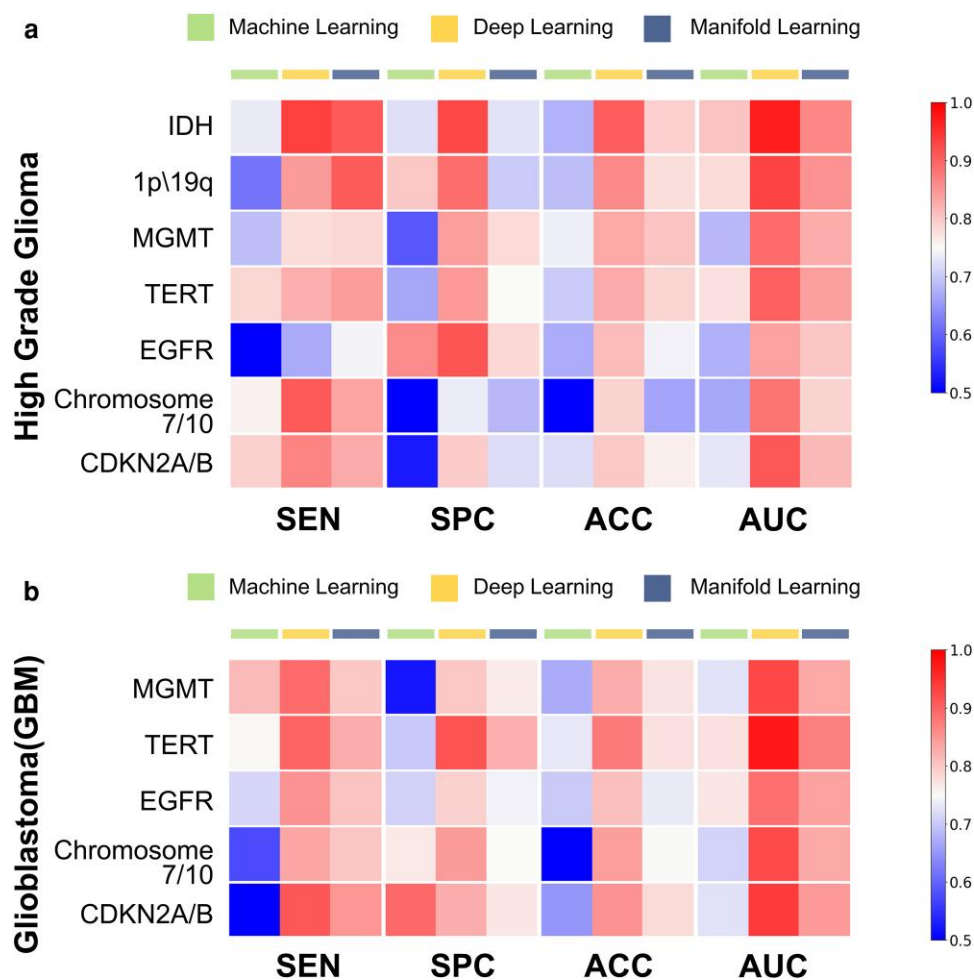 a
Machine Learning Deep Learning Manifold Learning
High Grade Glioma
IDH
1p\19q
MGMT
TERT
EGFR
Chromosome
7/10
CDKN2A/B
SEN SPC ACC AUC
1.0
0.9
0.8
0.7
0.6
0.5
b
Machine Learning Deep Learning Manifold Learning
Glioblastoma(GBM)
MGMT
TERT
EGFR
Chromosome
7/10
CDKN2A/B
SEN SPC ACC AUC
1.0
0.9
0.8
0.7
0.6
0.5